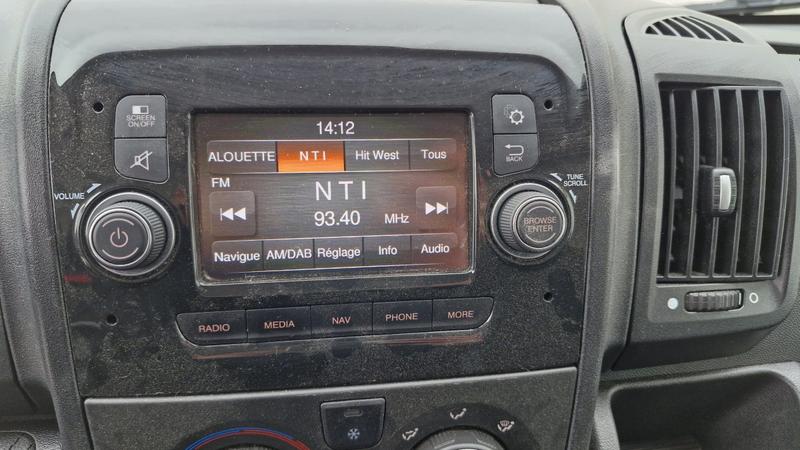 14:12
SCREEN ON/OFF
ALOUETTE NTI Hit West Tous
BACK
FM
NTI
VOLUME
TUNE SCROLL
93.40 MHz
BROWSE ENTER
Navigue AM/DAB Réglage Info Audio
RADIO MEDIA NAV PHONE MORE